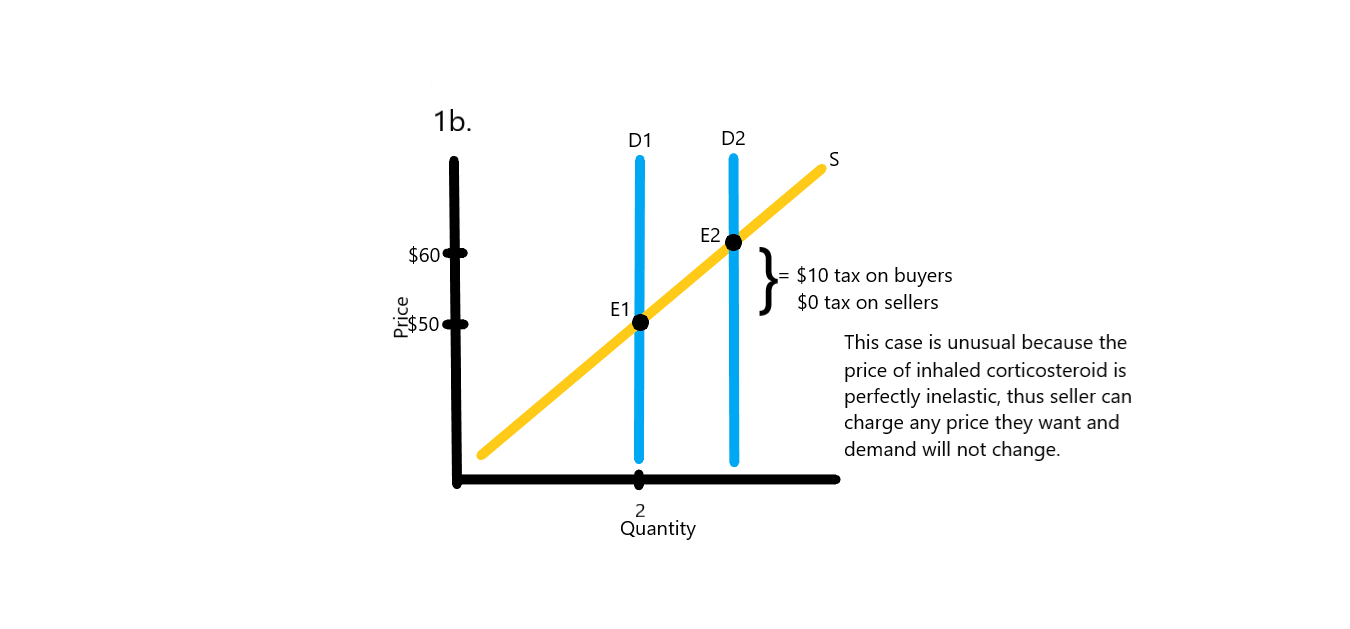 1b.
D1
D2
S
E2
$60
= $10 tax on buyers
$0 tax on sellers
E1
Price
$50
This case is unusual because the
price of inhaled corticosteroid is
perfectly inelastic, thus seller can
charge any price they want and
demand will not change.
2
Quantity